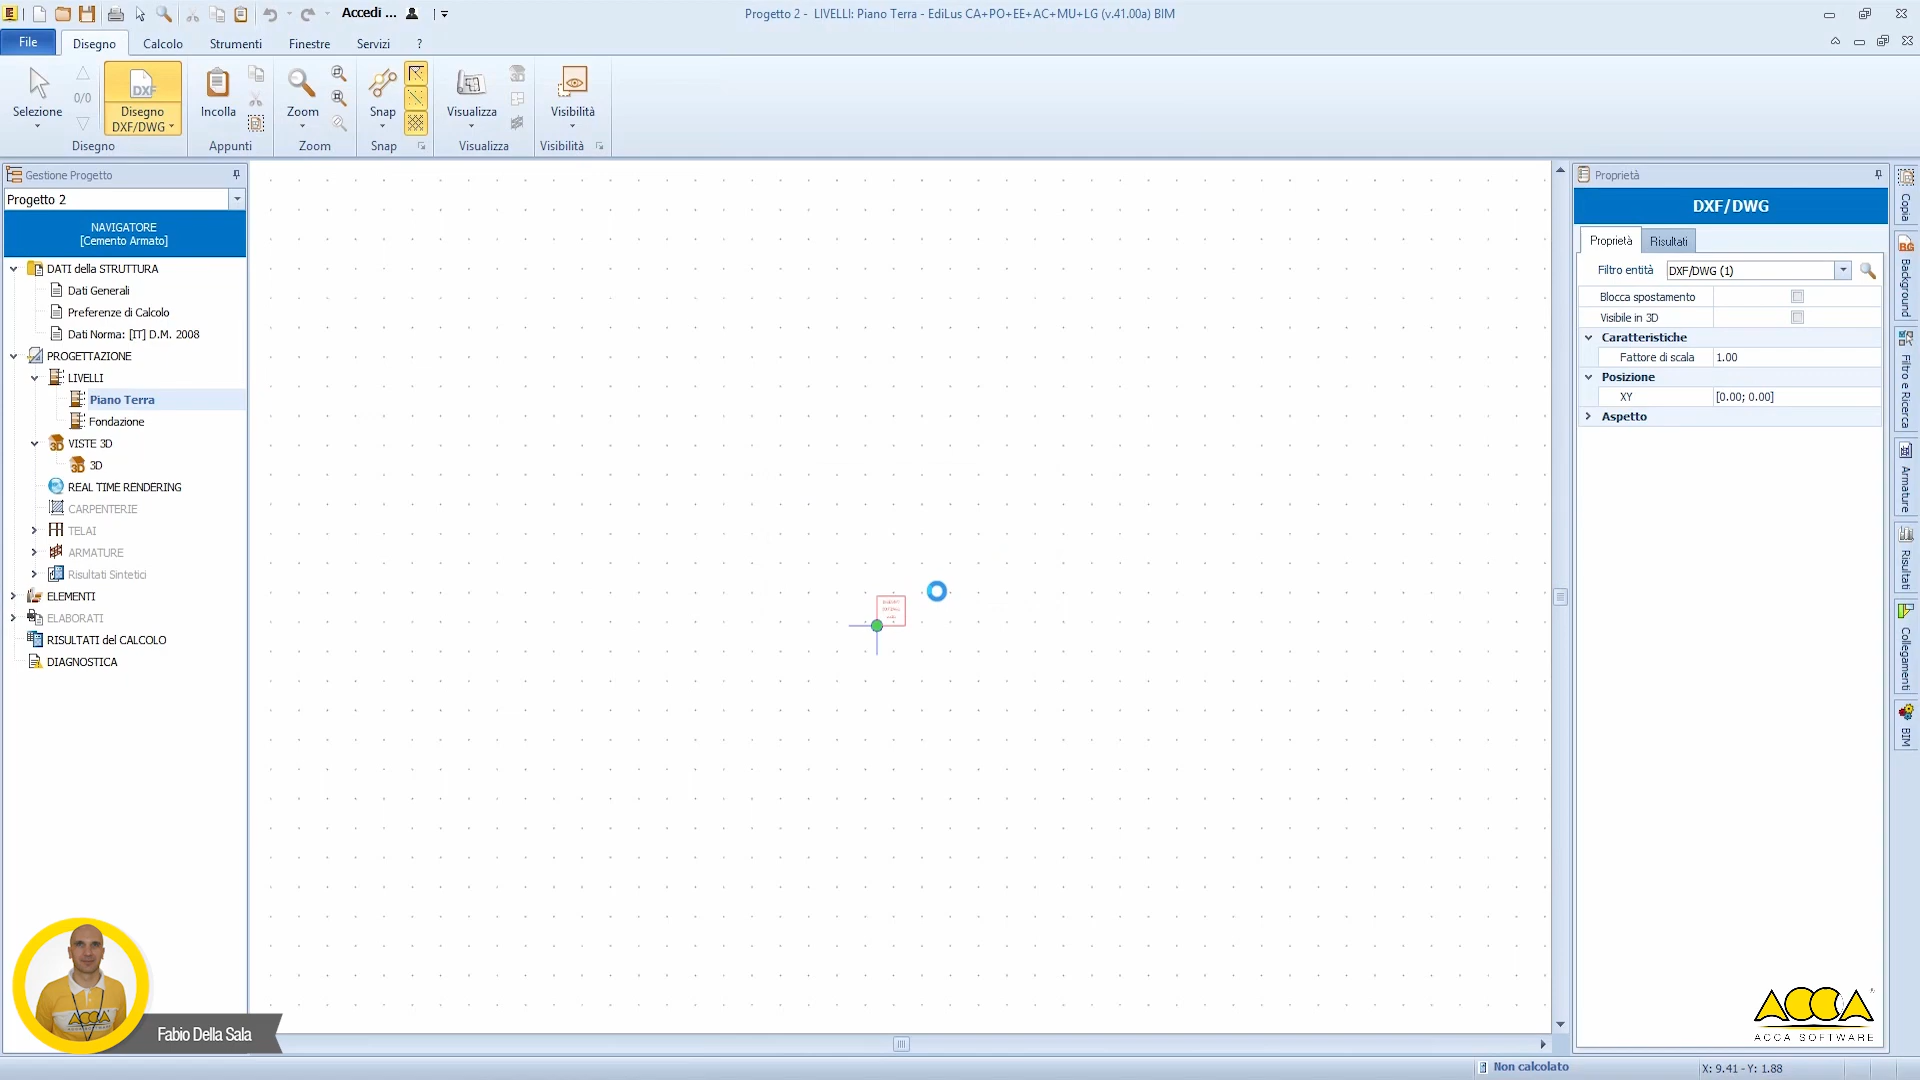 Accedi ...
Progetto 2 - LIVELLI: Piano Terra - EdiLus CA+PO+EE+AC+MU+LG (v.41.00a) BIM
File
Disegno
Calcolo
Strumenti
Finestre
Servizi
?
Selezione
0/0
DXF
Disegno
DXF/DWG
Incolla
Zoom
Snap
Visualizza
3D
Visibilità
Disegno
Appunti
Zoom
Snap
Visualizza
Visibilità
Gestione Progetto
Progetto 2
NAVIGATORE
[Cemento Armato]
DATI della STRUTTURA
Dati Generali
Preferenze di Calcolo
Dati Norma: [IT] D.M. 2008
PROGETTAZIONE
LIVELLI
Piano Terra
Fondazione
VISTE 3D
3D
REAL TIME RENDERING
CARPENTERIE
TELAI
ARMATURE
Risultati Sintetici
ELEMENTI
ELABORATI
RISULTATI del CALCOLO
DIAGNOSTICA
Proprietà
DXF/DWG
Proprietà
Risultati
Filtro entità
DXF/DWG (1)
Blocca spostamento
Visibile in 3D
Caratteristiche
Fattore di scala
1.00
Posizione
XY
[0.00; 0.00]
Aspetto
Copia
BG
Background
Filtro e Ricerca
Armature
Risultati
Collegamenti
BIM
ACCA
Fabio Della Sala
ACCA
ACCA SOFTWARE
Non calcolato
X: 9.41 - Y: 1.88